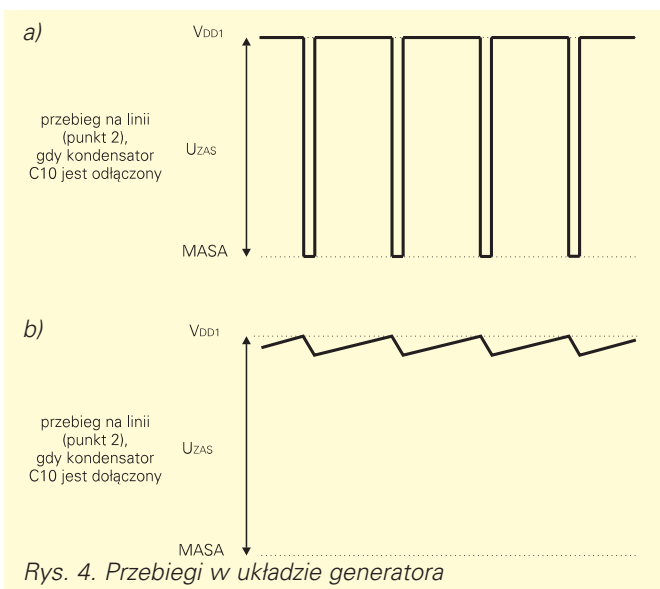 a)
VDD1
przebieg na linii
(punkt 2),
gdy kondensator
C10 jest odłączony
UZAS
MASA
b)
VDD1
przebieg na linii
(punkt 2),
gdy kondensator
C10 jest dołączony
UZAS
MASA
Rys. 4. Przebiegi w układzie generatora